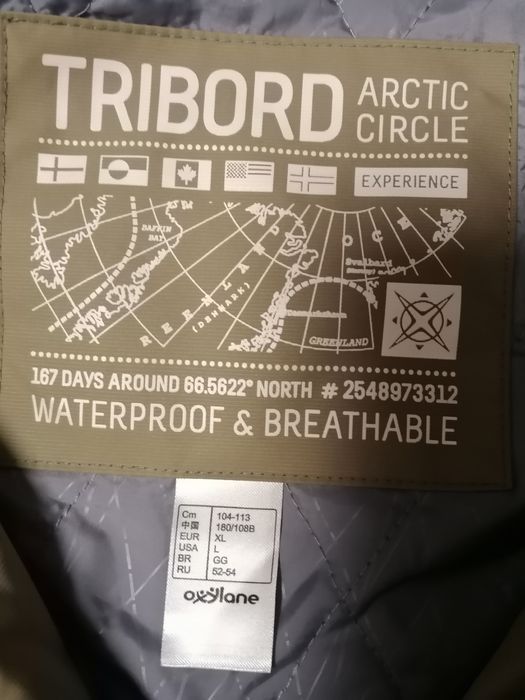 TRIBORD
ARCTIC
CIRCLE
EXPERIENCE
BAFFIN
BAY
OC
Svalbard
(DENMARK)
GREENLAND
167 DAYS AROUND 66.5622° NORTH # 2548973312
WATERPROOF & BREATHABLE
Cm 104-113
中国 180/108B
EUR XL
USA L
BR GG
RU 52-54
oxylane